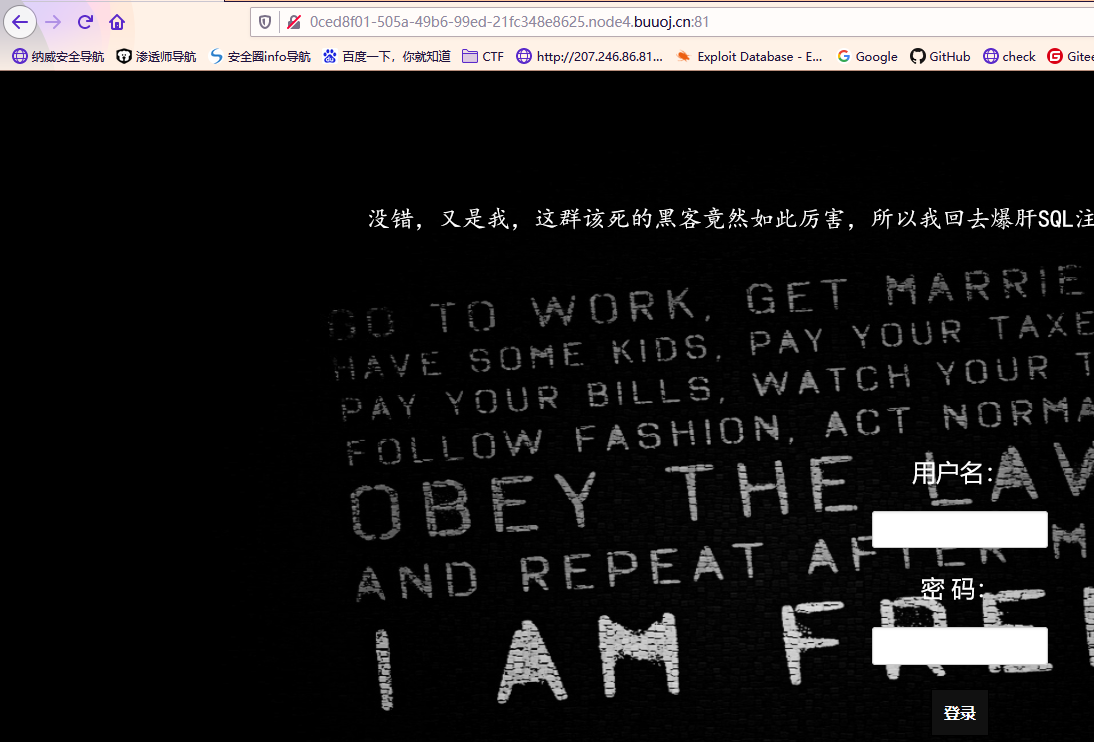 0ced8f01-505a-49b6-99ed-21fc348e8625.node4.buuoj.cn:81
纳威安全导航 渗透师导航 安全圈info导航 百度一下，你就知道 CTF http://207.246.86.81... Exploit Database - E... Google GitHub check Gitee
没错，又是我，这群该死的黑客竟然如此厉害，所以我回去爆肝SQL注
GO TO WORK, GET MARRIE
HAVE SOME KIDS, PAY YOUR TAXE
PAY YOUR BILLS, WATCH YOUR T
FOLLOW FASHION, ACT NORMA
OBEY THE LAW
AND REPEAT AFTER M
I AM FREE
用户名:
密 码:
登录